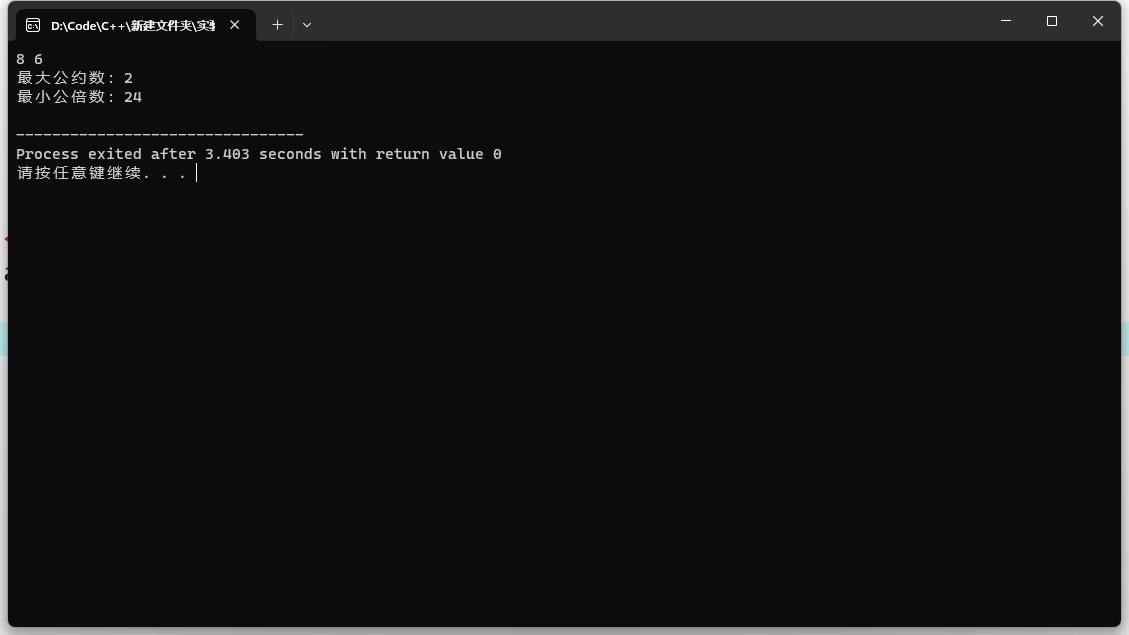 D:\Code\C++\新建文件夹\实
8 6
最大公约数: 2
最小公倍数: 24
--------------------------------
Process exited after 3.403 seconds with return value 0
请按任意键继续. . .